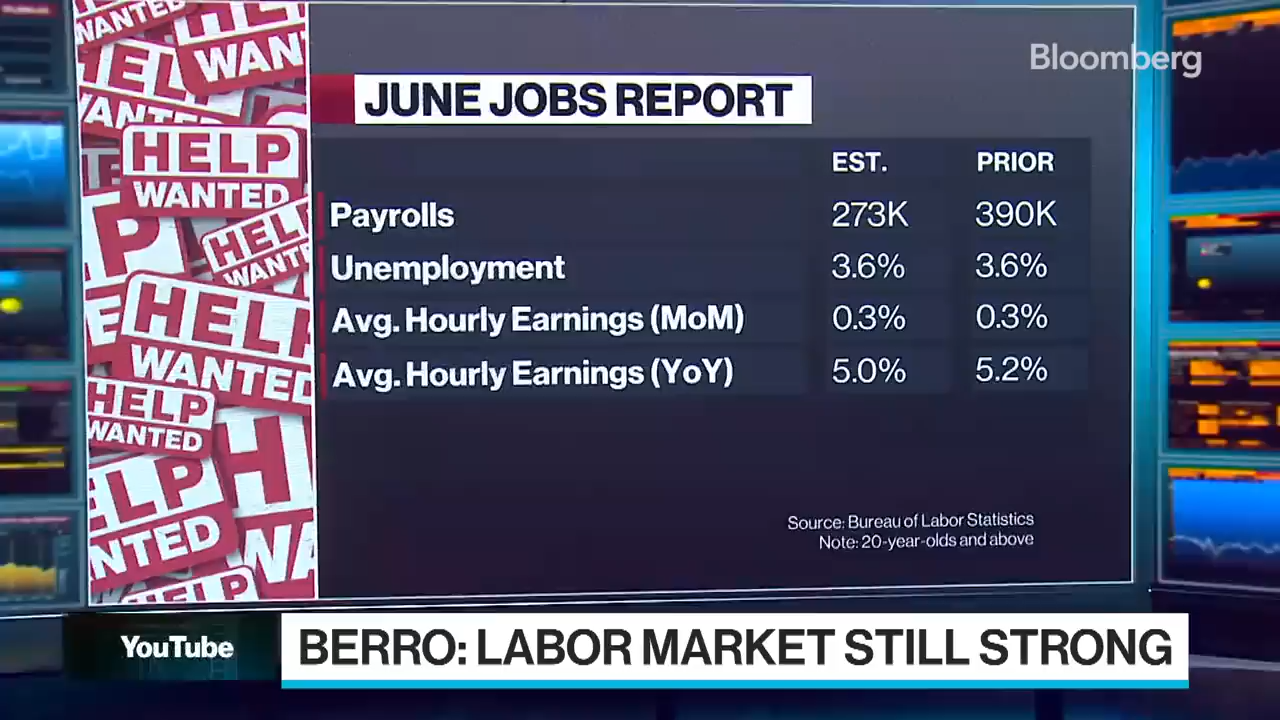 Bloomberg
JUNE JOBS REPORT
EST. PRIOR
Payrolls 273K 390K
Unemployment 3.6% 3.6%
Avg. Hourly Earnings (MoM) 0.3% 0.3%
Avg. Hourly Earnings (YoY) 5.0% 5.2%
Source: Bureau of Labor Statistics
Note: 20-year-olds and above
HELP
WANTED
HELP
WANTED
HELP
WANTED
YouTube
BERRO: LABOR MARKET STILL STRONG